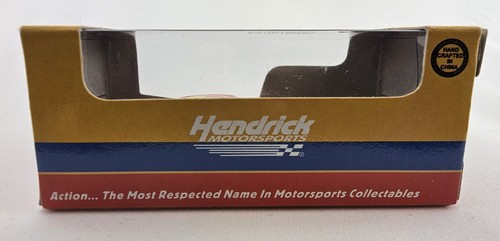 HAND
CRAFTED
IN
CHINA
Hendrick
MOTORSPORTS
Action... The Most Respected Name In Motorsports Collectables